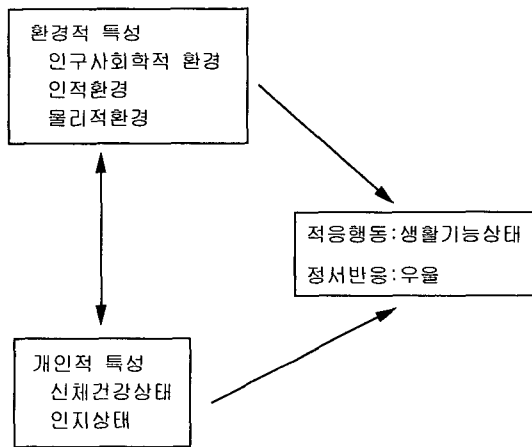 환경적 특성
인구사회학적 환경
인적환경
물리적환경
적응행동:생활기능상태
정서반응:우울
개인적 특성
신체건강상태
인지상태